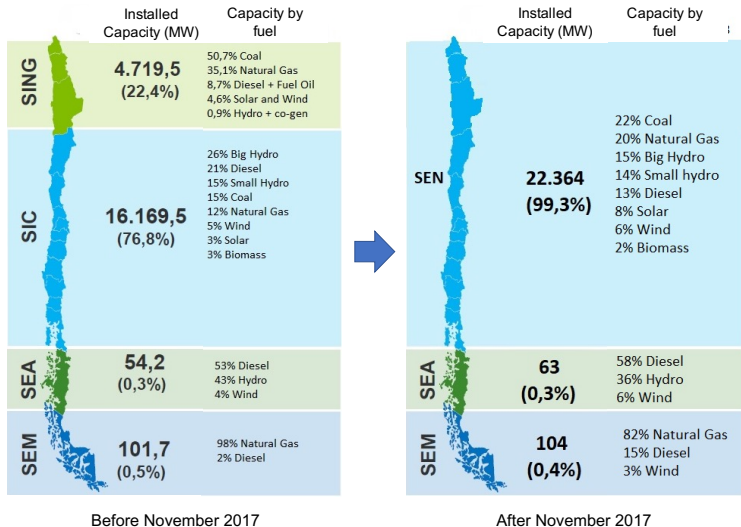 Installed
Capacity (MW)
Capacity by
fuel
SING
4.719,5
(22,4%)
50,7% Coal
35,1% Natural Gas
8,7% Diesel + Fuel Oil
4,6% Solar and Wind
0,9% Hydro + co-gen
SIC
16.169,5
(76,8%)
26% Big Hydro
21% Diesel
15% Small Hydro
15% Coal
12% Natural Gas
5% Wind
3% Solar
3% Biomass
SEA
54,2
(0,3%)
53% Diesel
43% Hydro
4% Wind
SEM
101,7
(0,5%)
98% Natural Gas
2% Diesel
Before November 2017
Installed
Capacity (MW)
Capacity by
fuel
SEN
22.364
(99,3%)
22% Coal
20% Natural Gas
15% Big Hydro
14% Small hydro
13% Diesel
8% Solar
6% Wind
2% Biomass
SEA
63
(0,3%)
58% Diesel
36% Hydro
6% Wind
SEM
104
(0,4%)
82% Natural Gas
15% Diesel
3% Wind
After November 2017